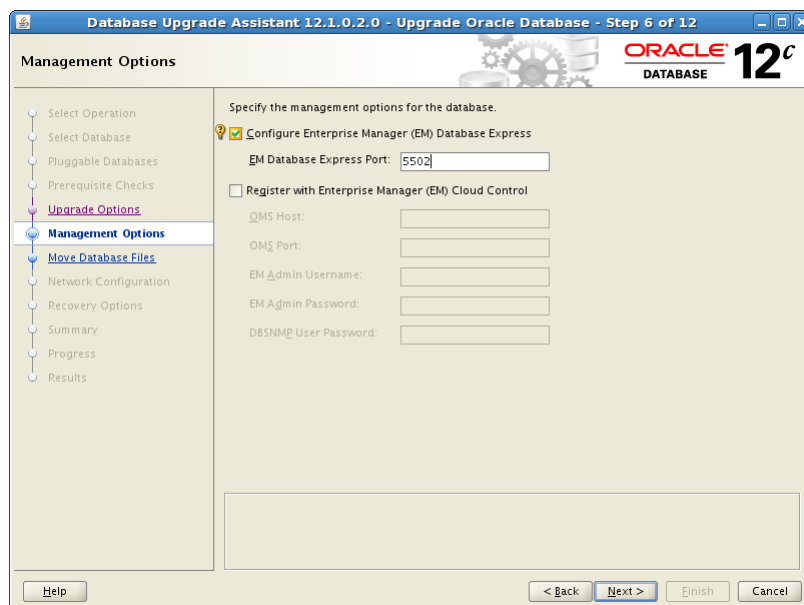 Database Upgrade Assistant 12.1.0.2.0 - Upgrade Oracle Database - Step 6 of 12
Management Options
ORACLE®
DATABASE
12c
Select Operation
Select Database
Pluggable Databases
Prerequisite Checks
Upgrade Options
Management Options
Move Database Files
Network Configuration
Recovery Options
Summary
Progress
Results
Specify the management options for the database.
Configure Enterprise Manager (EM) Database Express
EM Database Express Port: 5502
Register with Enterprise Manager (EM) Cloud Control
OMS Host:
OMS Port:
EM Admin Username:
EM Admin Password:
DBSNMP User Password:
Help
< Back
Next >
Finish
Cancel